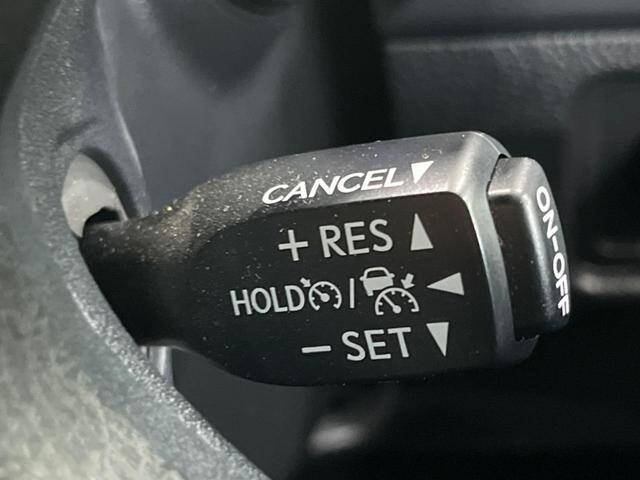 CANCEL▼
+ RES ▲
HOLD / ◀
− SET ▼
ON-OFF